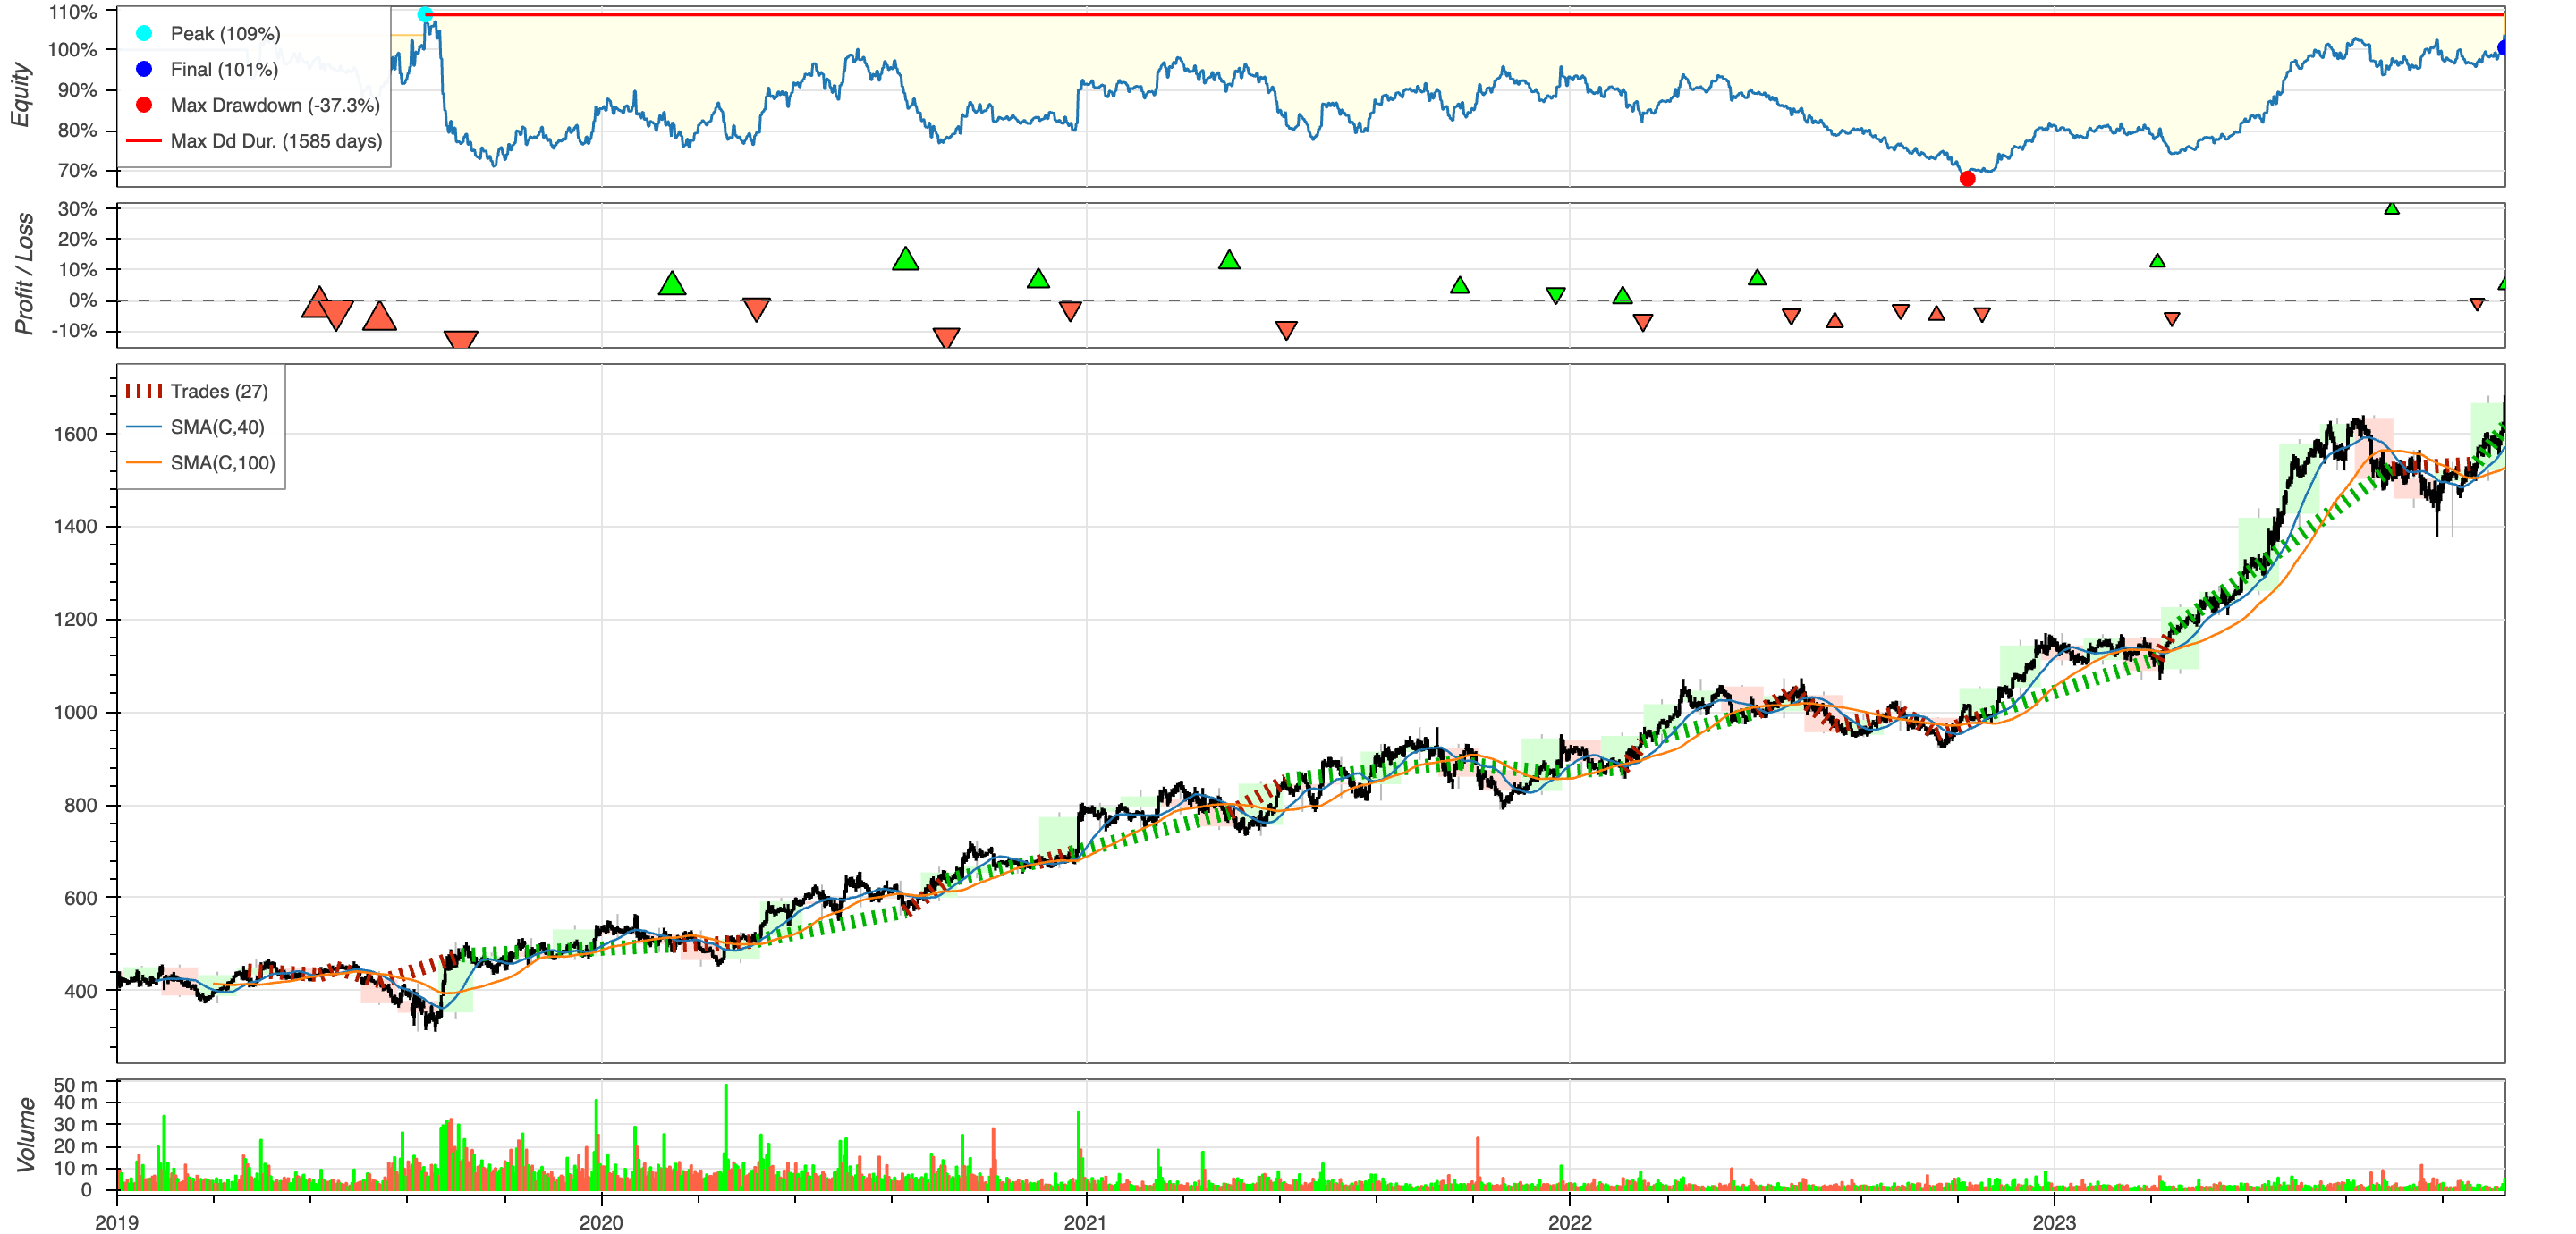 110%
100%
90%
80%
70%
Equity
Peak (109%)
Final (101%)
Max Drawdown (-37.3%)
Max Dd Dur. (1585 days)
30%
20%
10%
0%
-10%
Profit / Loss
Trades (27)
SMA(C,40)
SMA(C,100)
1600
1400
1200
1000
800
600
400
50 m
40 m
30 m
20 m
10 m
0
Volume
2019
2020
2021
2022
2023